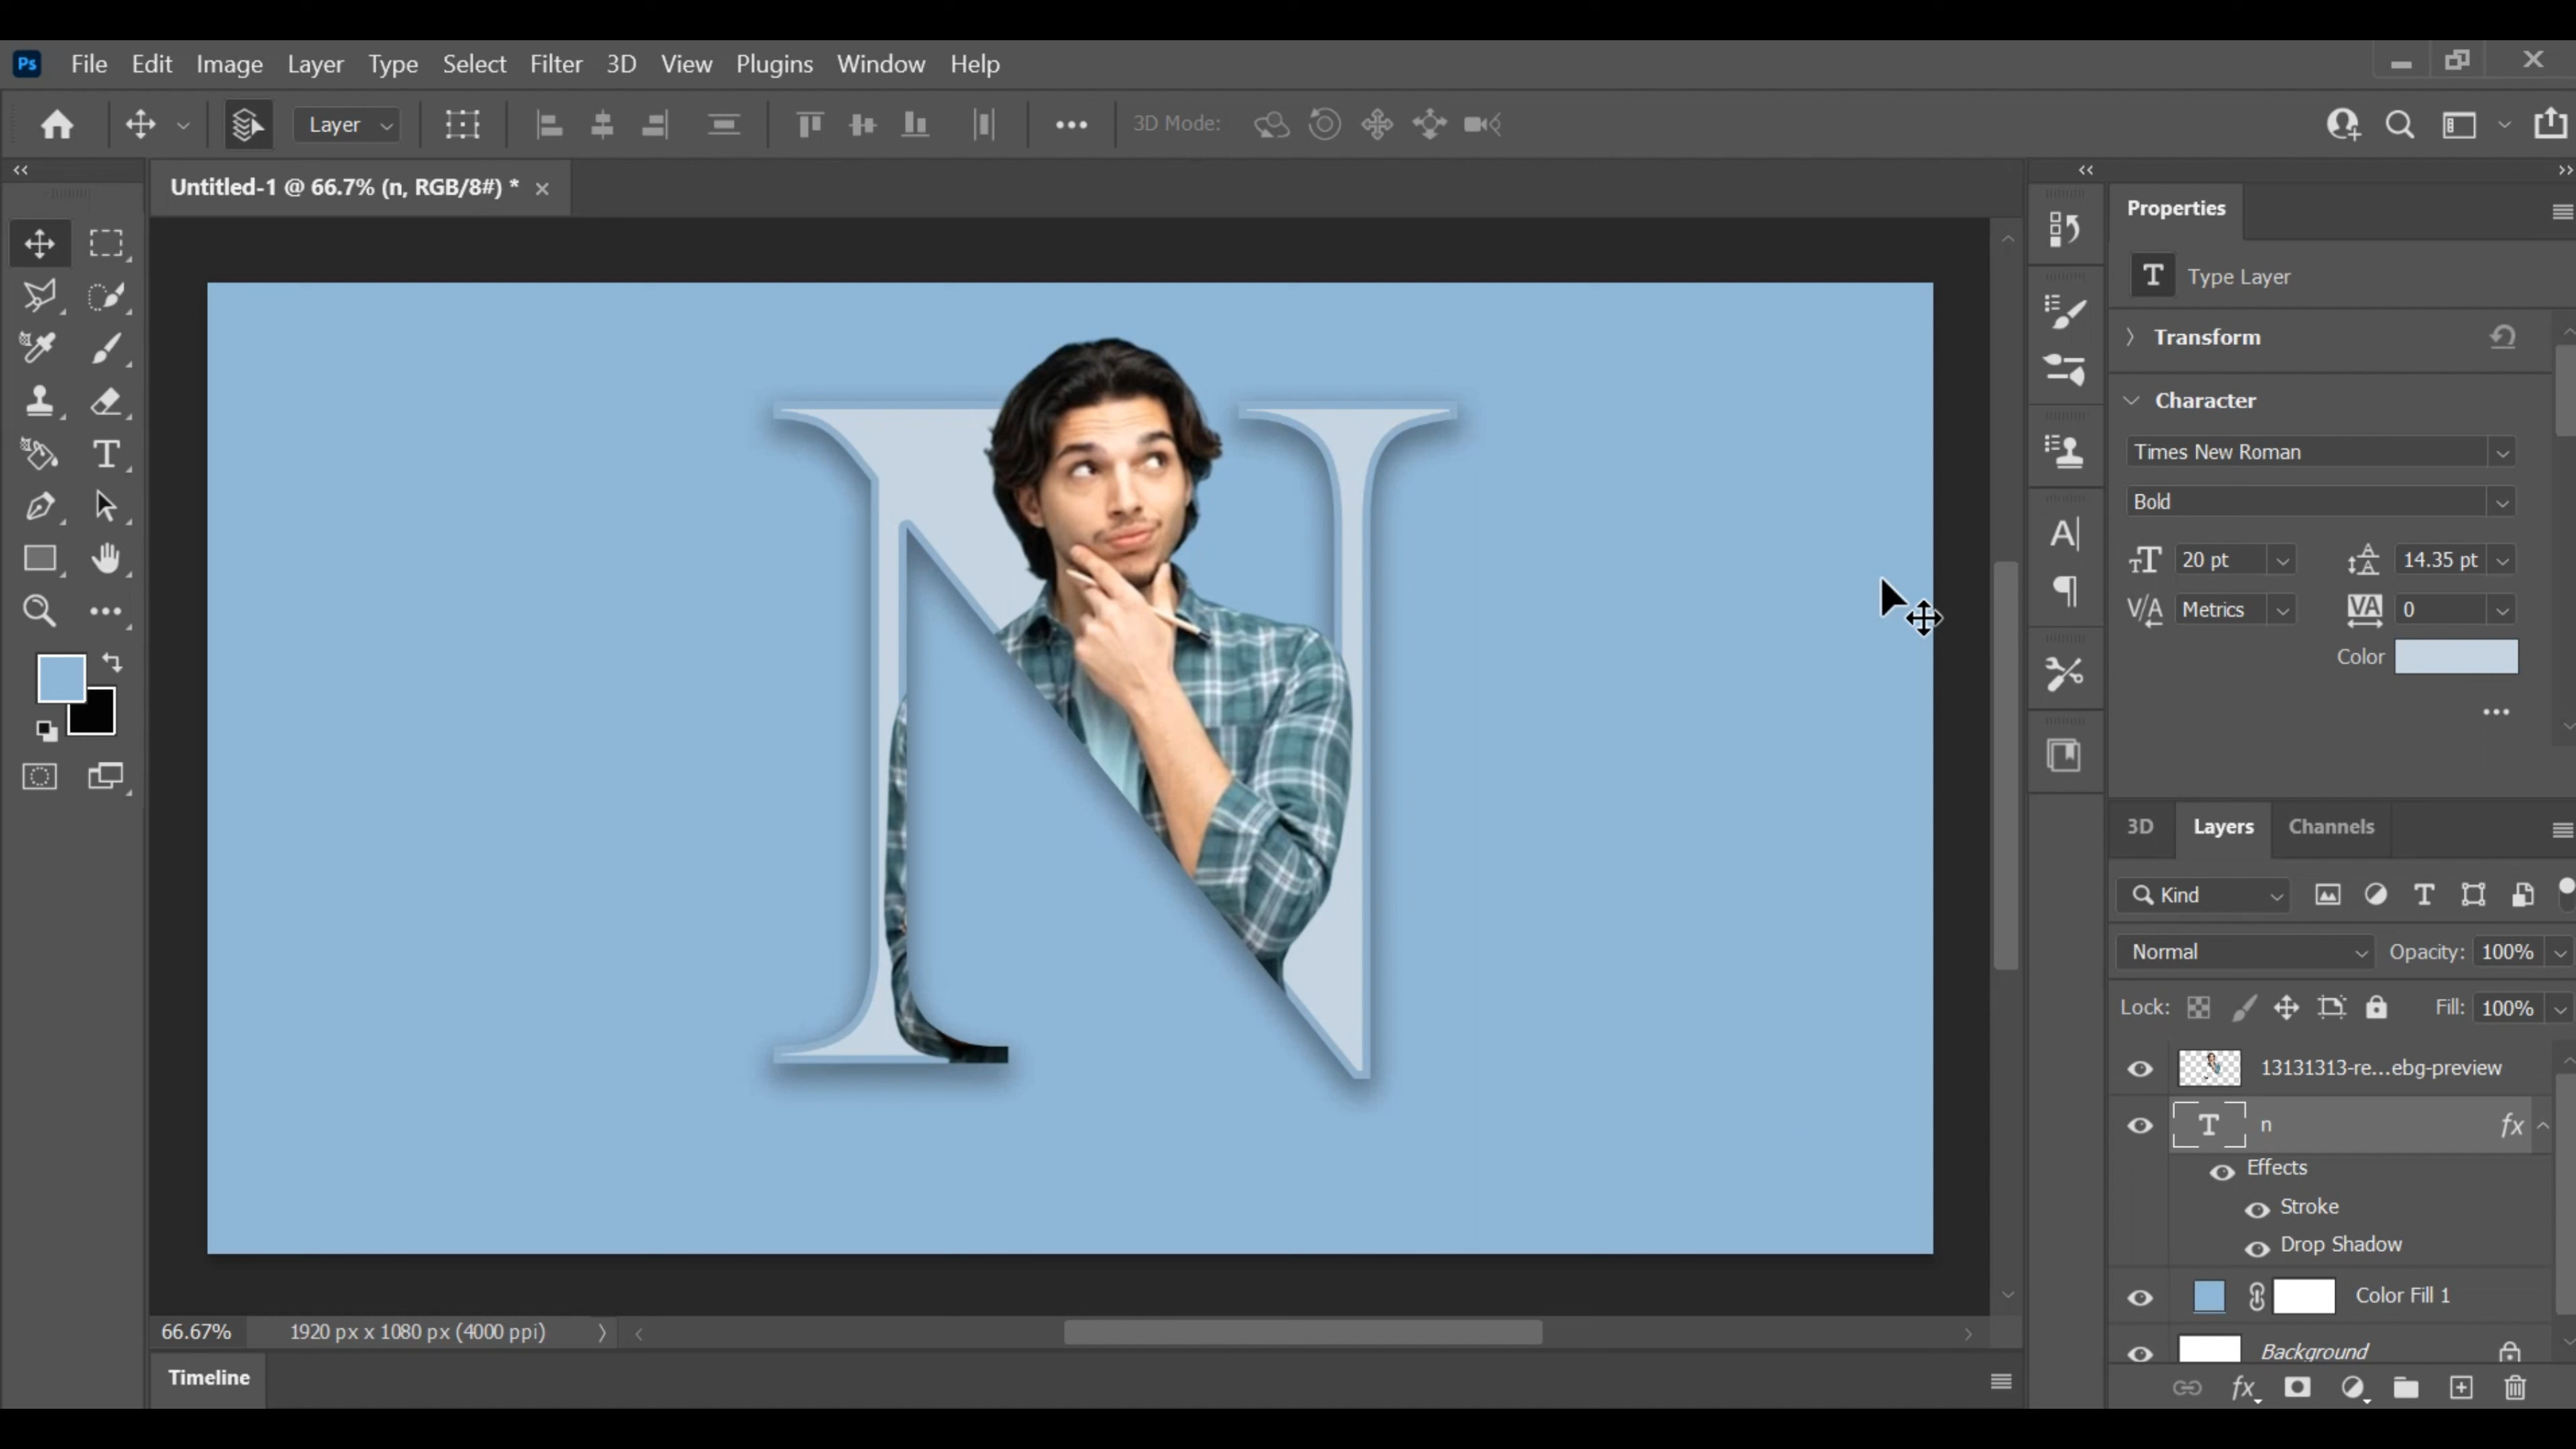 Ps File Edit Image Layer Type Select Filter 3D View Plugins Window Help
Layer 3D Mode:
Untitled-1 @ 66.7% (n, RGB/8#) *
Properties
T Type Layer
Transform
Character
Times New Roman
Bold
20 pt 14.35 pt
Metrics 0
Color
N
3D Layers Channels
Kind
Normal Opacity: 100%
Lock: Fill: 100%
13131313-re...ebg-preview
T n fx
Effects
Stroke
Drop Shadow
Color Fill 1
Background
66.67% 1920 px x 1080 px (4000 ppi)
Timeline
fx